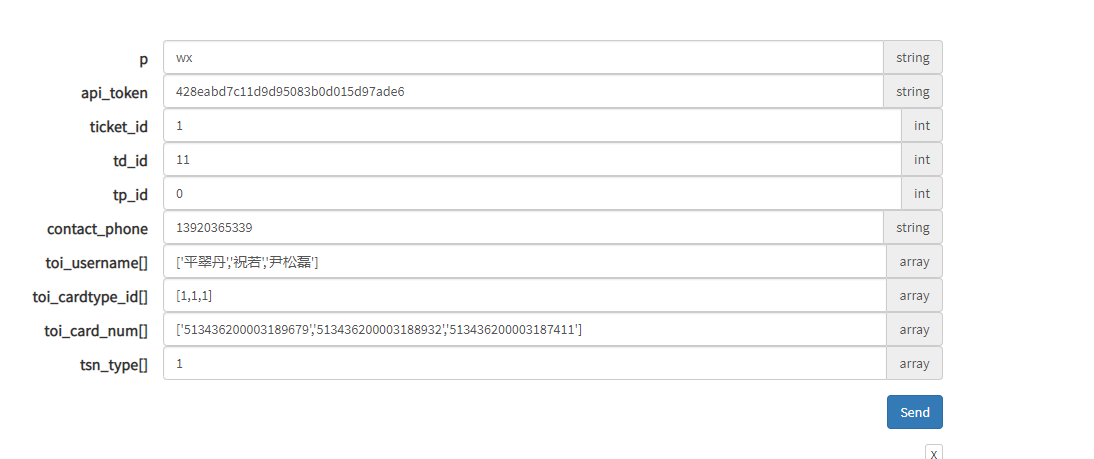 p wx string
api_token 428eabd7c11d9d95083b0d015d97ade6 string
ticket_id 1 int
td_id 11 int
tp_id 0 int
contact_phone 13920365339 string
toi_username[] ['平翠丹','祝若','尹松磊'] array
toi_cardtype_id[] [1,1,1] array
toi_card_num[] ['513436200003189679','513436200003188932','513436200003187411'] array
tsn_type[] 1 array
Send
x